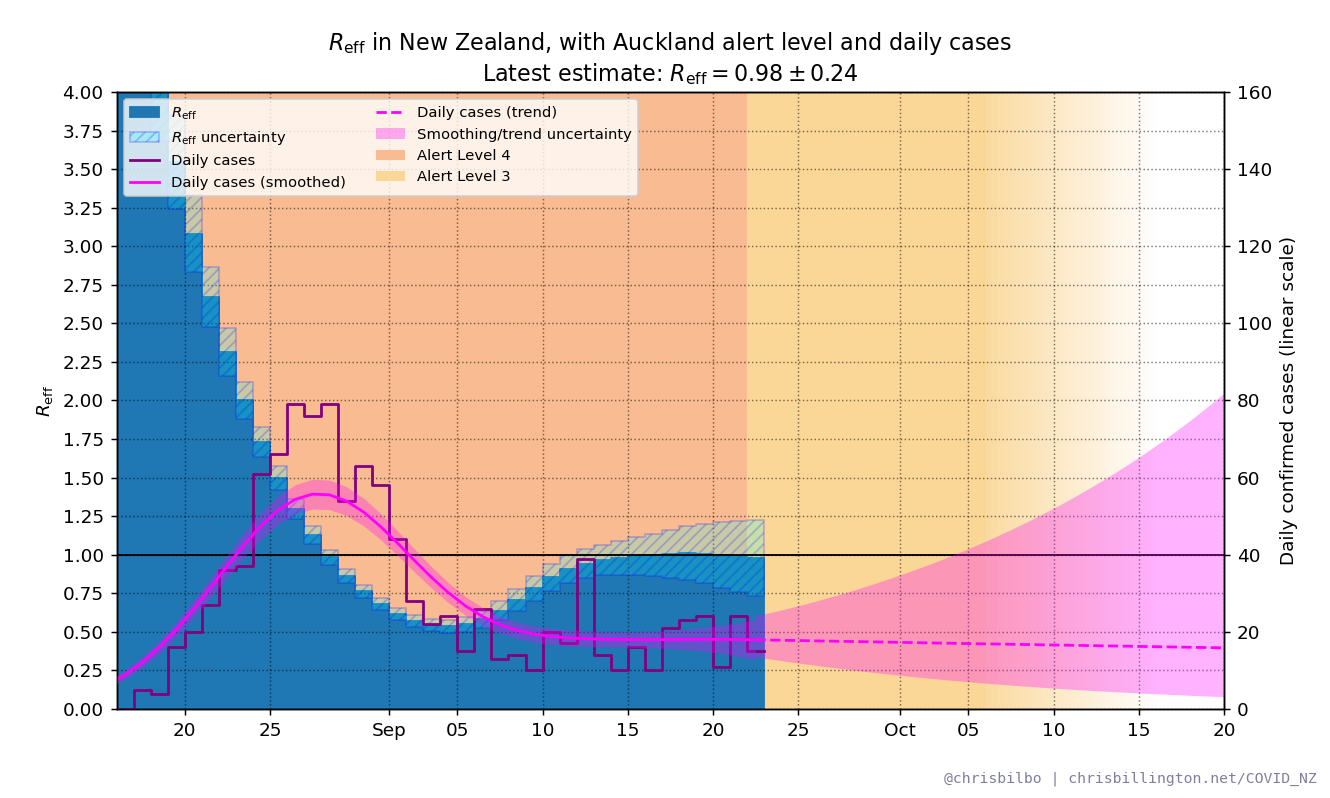 R_eff in New Zealand, with Auckland alert level and daily cases
Latest estimate: R_eff = 0.98 ± 0.24
R_eff
R_eff uncertainty
Daily cases
Daily cases (smoothed)
Daily cases (trend)
Smoothing/trend uncertainty
Alert Level 4
Alert Level 3
4.00
3.75
3.50
3.25
3.00
2.75
2.50
2.25
2.00
1.75
1.50
1.25
1.00
0.75
0.50
0.25
0.00
R_eff
160
140
120
100
80
60
40
20
0
Daily confirmed cases (linear scale)
20 25 Sep 05 10 15 20 25 Oct 05 10 15 20
@chrisbilbo | chrisbillington.net/COVID_NZ